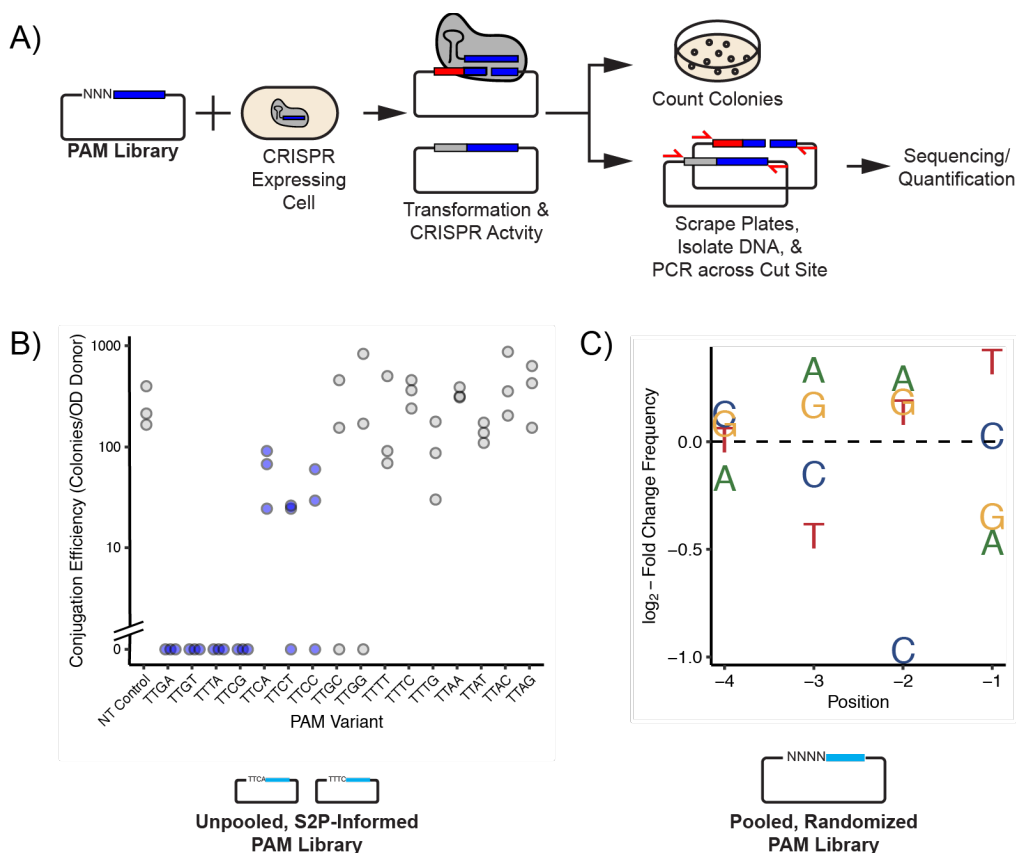 A)
NNN
PAM Library
CRISPR
Expressing
Cell
Transformation &
CRISPR Actvity
Count Colonies
Scrape Plates,
Isolate DNA, &
PCR across Cut Site
Sequencing/
Quantification
B)
Conjugation Efficiency (Colonies/OD Donor)
1000
100
10
0
NT Control
TTGA
TTGT
TTTA
TTCG
TTCA
TTCT
TTCC
TTGC
TTGG
TTTT
TTTC
TTTG
TTAA
TTAT
TTAC
TTAG
PAM Variant
TTCA
TTTC
Unpooled, S2P-Informed
PAM Library
C)
log2 – Fold Change Frequency
0.0
−0.5
−1.0
C
G
T
A
A
G
C
T
A
G
T
C
T
C
G
A
−4
−3
−2
−1
Position
NNNN
Pooled, Randomized
PAM Library